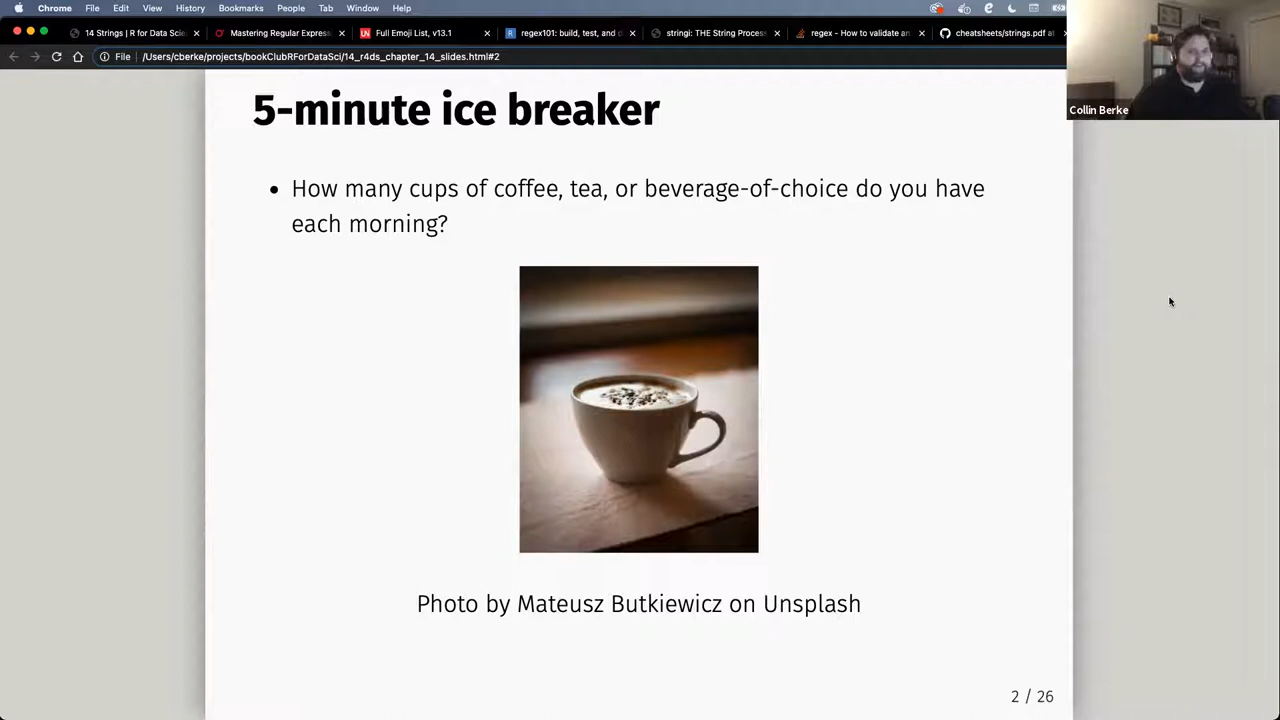 Chrome File Edit View History Bookmarks People Tab Window Help
14 Strings | R for Data Scie
Mastering Regular Express
Full Emoji List, v13.1
regex101: build, test, and d
stringi: THE String Process
regex - How to validate an
cheatsheets/strings.pdf at
File /Users/cberke/projects/bookClubRForDataSci/14_r4ds_chapter_14_slides.html#2
Collin Berke
5-minute ice breaker
How many cups of coffee, tea, or beverage-of-choice do you have
each morning?
Photo by Mateusz Butkiewicz on Unsplash
2 / 26